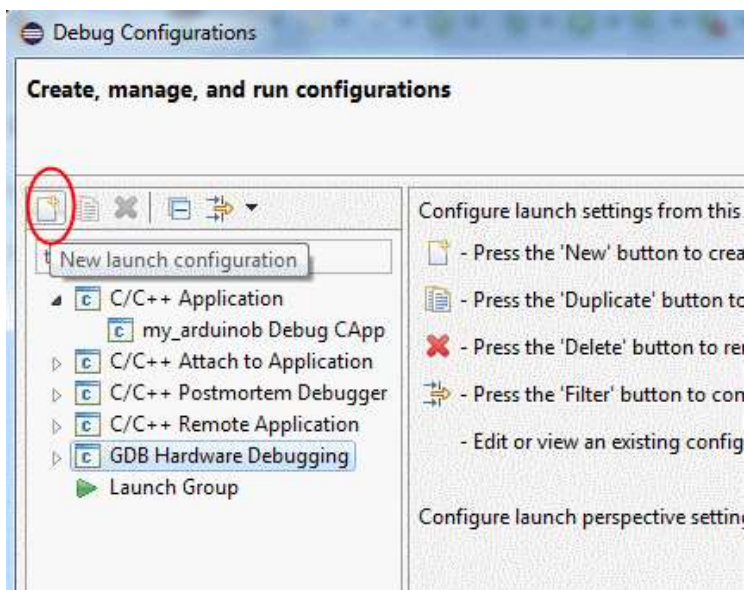 Debug Configurations
Create, manage, and run configurations
New launch configuration
C/C++ Application
my_arduinob Debug CApp
C/C++ Attach to Application
C/C++ Postmortem Debugger
C/C++ Remote Application
GDB Hardware Debugging
Launch Group
Configure launch settings from this
- Press the 'New' button to crea
- Press the 'Duplicate' button to
- Press the 'Delete' button to re
- Press the 'Filter' button to con
- Edit or view an existing config
Configure launch perspective setting